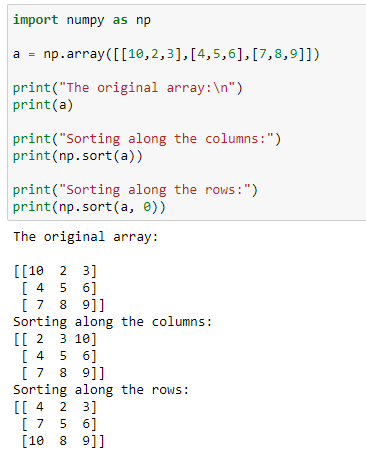 import numpy as np
a = np.array([[10,2,3],[4,5,6],[7,8,9]])
print("The original array:\n")
print(a)
print("Sorting along the columns:")
print(np.sort(a))
print("Sorting along the rows:")
print(np.sort(a, 0))
The original array:
[[10  2  3]
 [ 4  5  6]
 [ 7  8  9]]
Sorting along the columns:
[[ 2  3 10]
 [ 4  5  6]
 [ 7  8  9]]
Sorting along the rows:
[[ 4  2  3]
 [ 7  5  6]
 [10  8  9]]